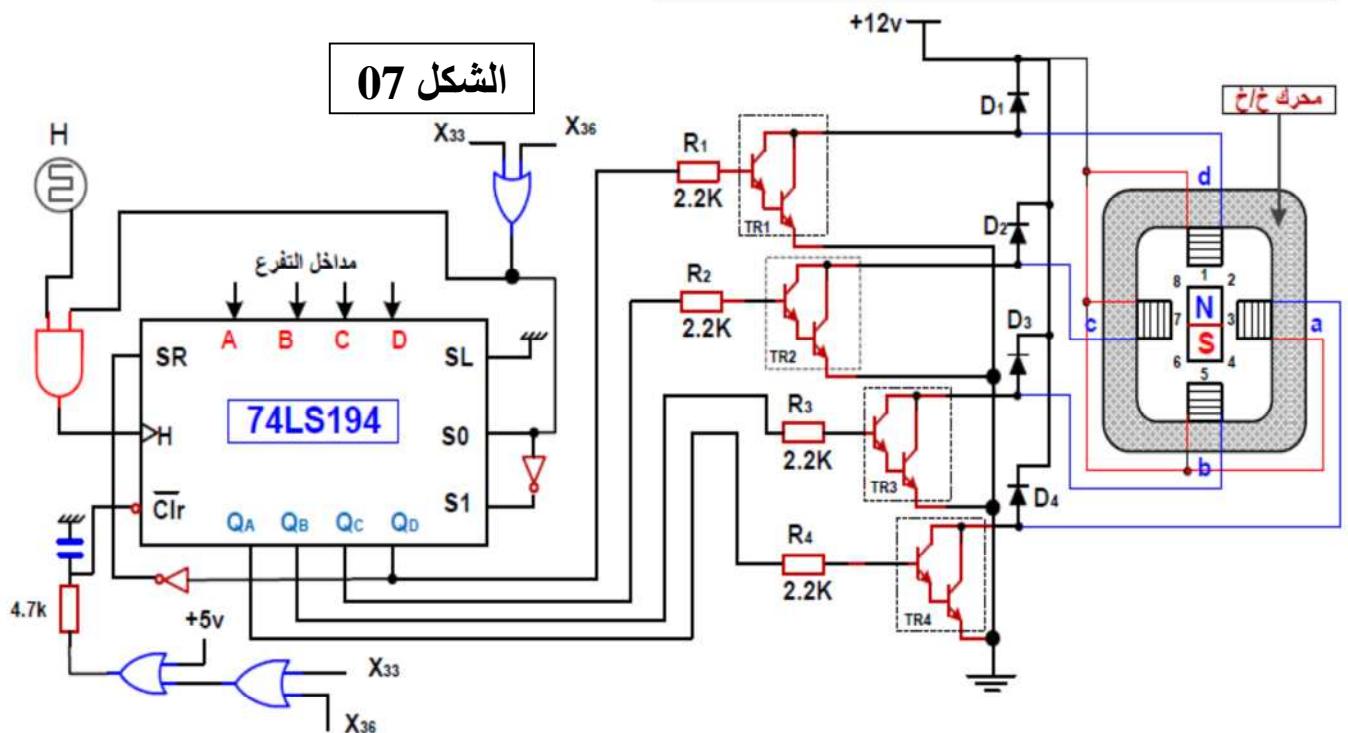 +12v
الشكل 07
محرك خ/خ
H
X33
X36
D1
R1
2.2K
TR1
d
D2
مداخل التفرع
R2
2.2K
TR2
8 1 2
c 7 N 3 a
S
6 5 4
b
D3
A B C D
SR
SL
74LS194
R3
2.2K
TR3
H
S0
D4
Clr
S1
QA QB QC QD
R4
2.2K
TR4
4.7k
+5v
X33
X36